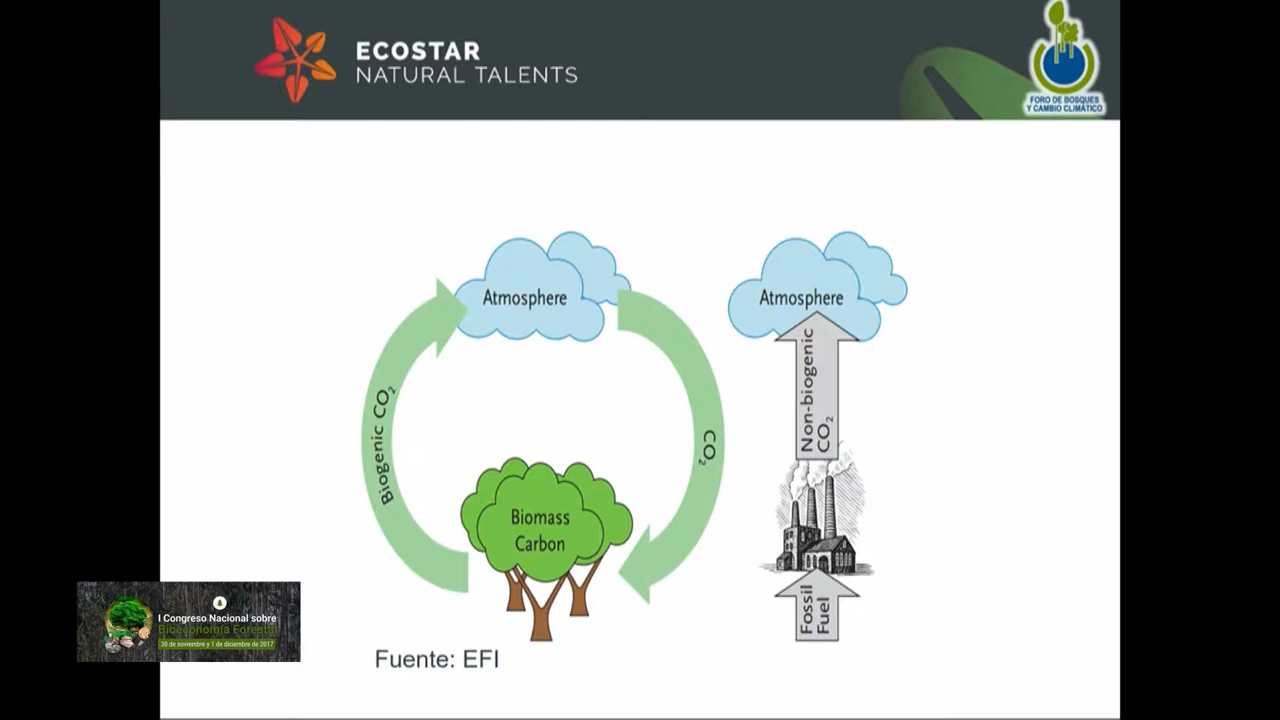 ECOSTAR
NATURAL TALENTS
FORO DE BOSQUES
Y CAMBIO CLIMÁTICO
Atmosphere
Biogenic CO₂
CO₂
Biomass
Carbon
Atmosphere
Non-biogenic
CO₂
Fossil
Fuel
I Congreso Nacional sobre
Bioeconomía Forestal
30 de noviembre y 1 de diciembre de 2017
Fuente: EFI